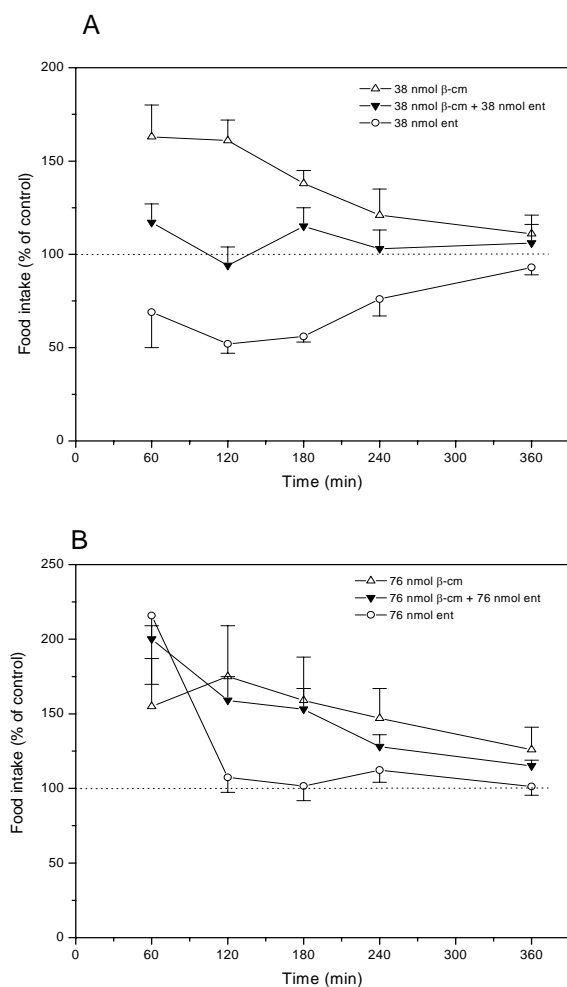 A
200
150
100
50
0
0 60 120 180 240 300 360
Food intake (% of control)
Time (min)
38 nmol β-cm
38 nmol β-cm + 38 nmol ent
38 nmol ent
B
250
200
150
100
50
0
0 60 120 180 240 300 360
Food intake (% of control)
Time (min)
76 nmol β-cm
76 nmol β-cm + 76 nmol ent
76 nmol ent